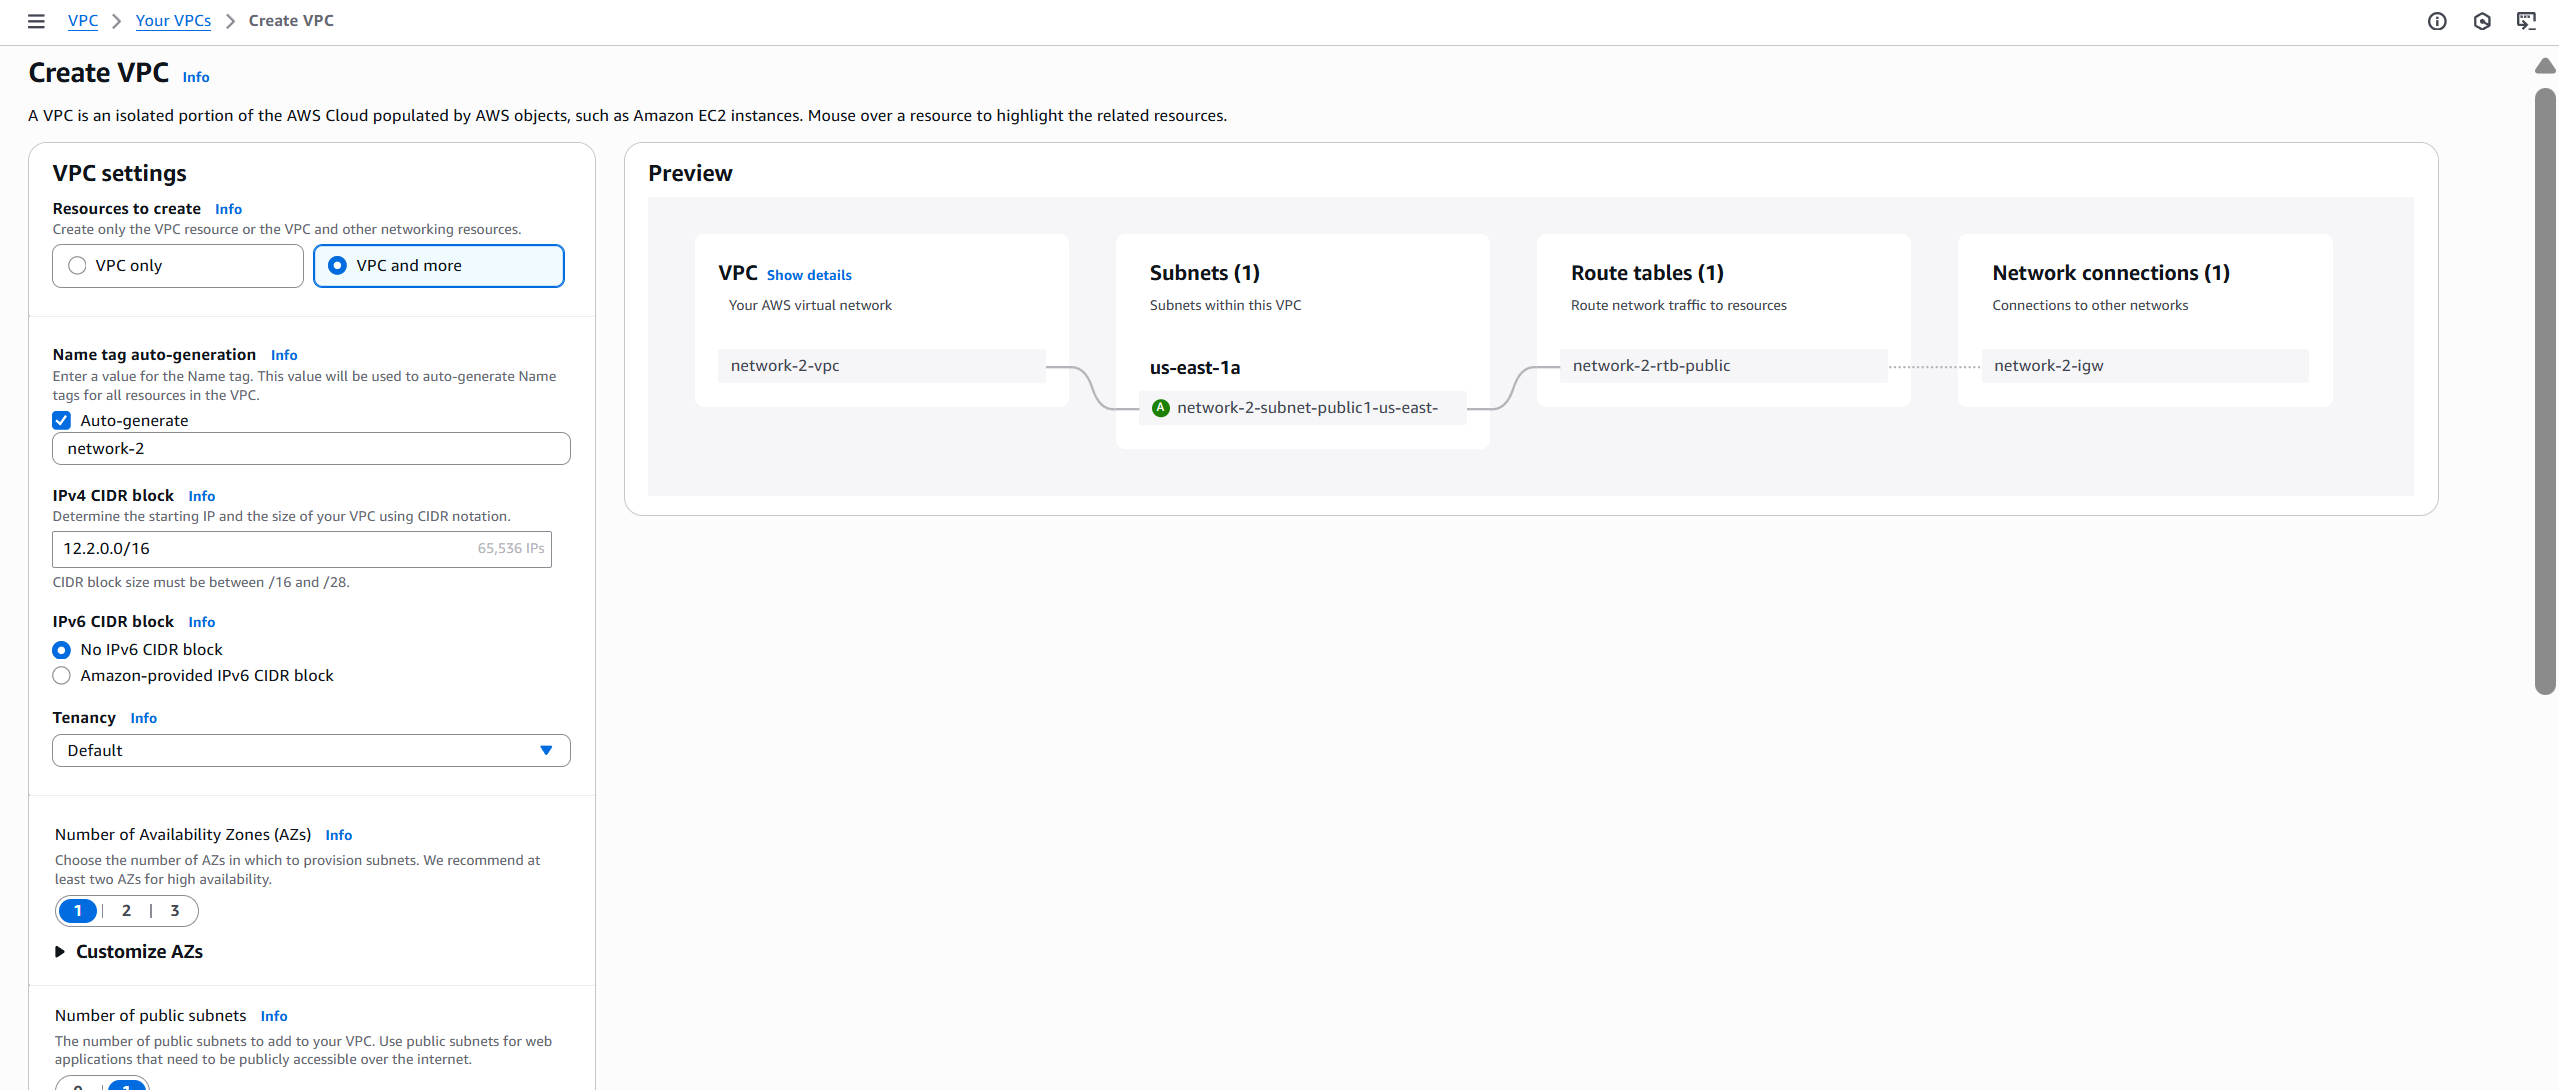 VPC
Your VPCs
Create VPC
Create VPC Info
A VPC is an isolated portion of the AWS Cloud populated by AWS objects, such as Amazon EC2 instances. Mouse over a resource to highlight the related resources.
VPC settings
Resources to create Info
Create only the VPC resource or the VPC and other networking resources.
VPC only
VPC and more
Name tag auto-generation Info
Enter a value for the Name tag. This value will be used to auto-generate Name
tags for all resources in the VPC.
Auto-generate
network-2
IPv4 CIDR block Info
Determine the starting IP and the size of your VPC using CIDR notation.
12.2.0.0/16 65,536 IPs
CIDR block size must be between /16 and /28.
IPv6 CIDR block Info
No IPv6 CIDR block
Amazon-provided IPv6 CIDR block
Tenancy Info
Default
Number of Availability Zones (AZs) Info
Choose the number of AZs in which to provision subnets. We recommend at
least two AZs for high availability.
1 2 3
Customize AZs
Number of public subnets Info
The number of public subnets to add to your VPC. Use public subnets for web
applications that need to be publicly accessible over the internet.
0 1
Preview
VPC Show details
Your AWS virtual network
network-2-vpc
Subnets (1)
Subnets within this VPC
us-east-1a
A network-2-subnet-public1-us-east-
Route tables (1)
Route network traffic to resources
network-2-rtb-public
Network connections (1)
Connections to other networks
network-2-igw